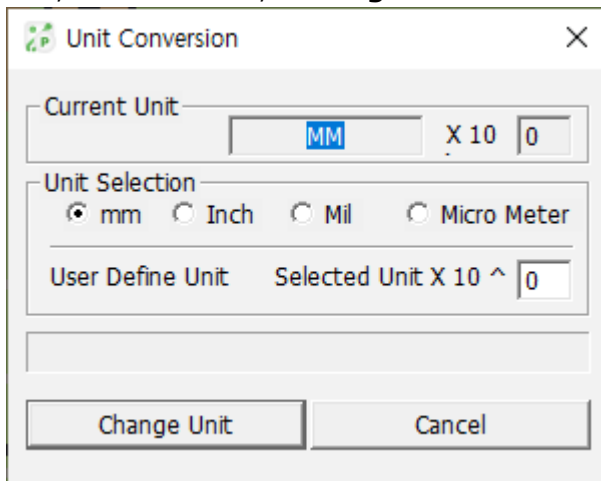 Unit Conversion
Current Unit
MM X 10 0
Unit Selection
mm Inch Mil Micro Meter
User Define Unit Selected Unit X 10 ^ 0
Change Unit Cancel